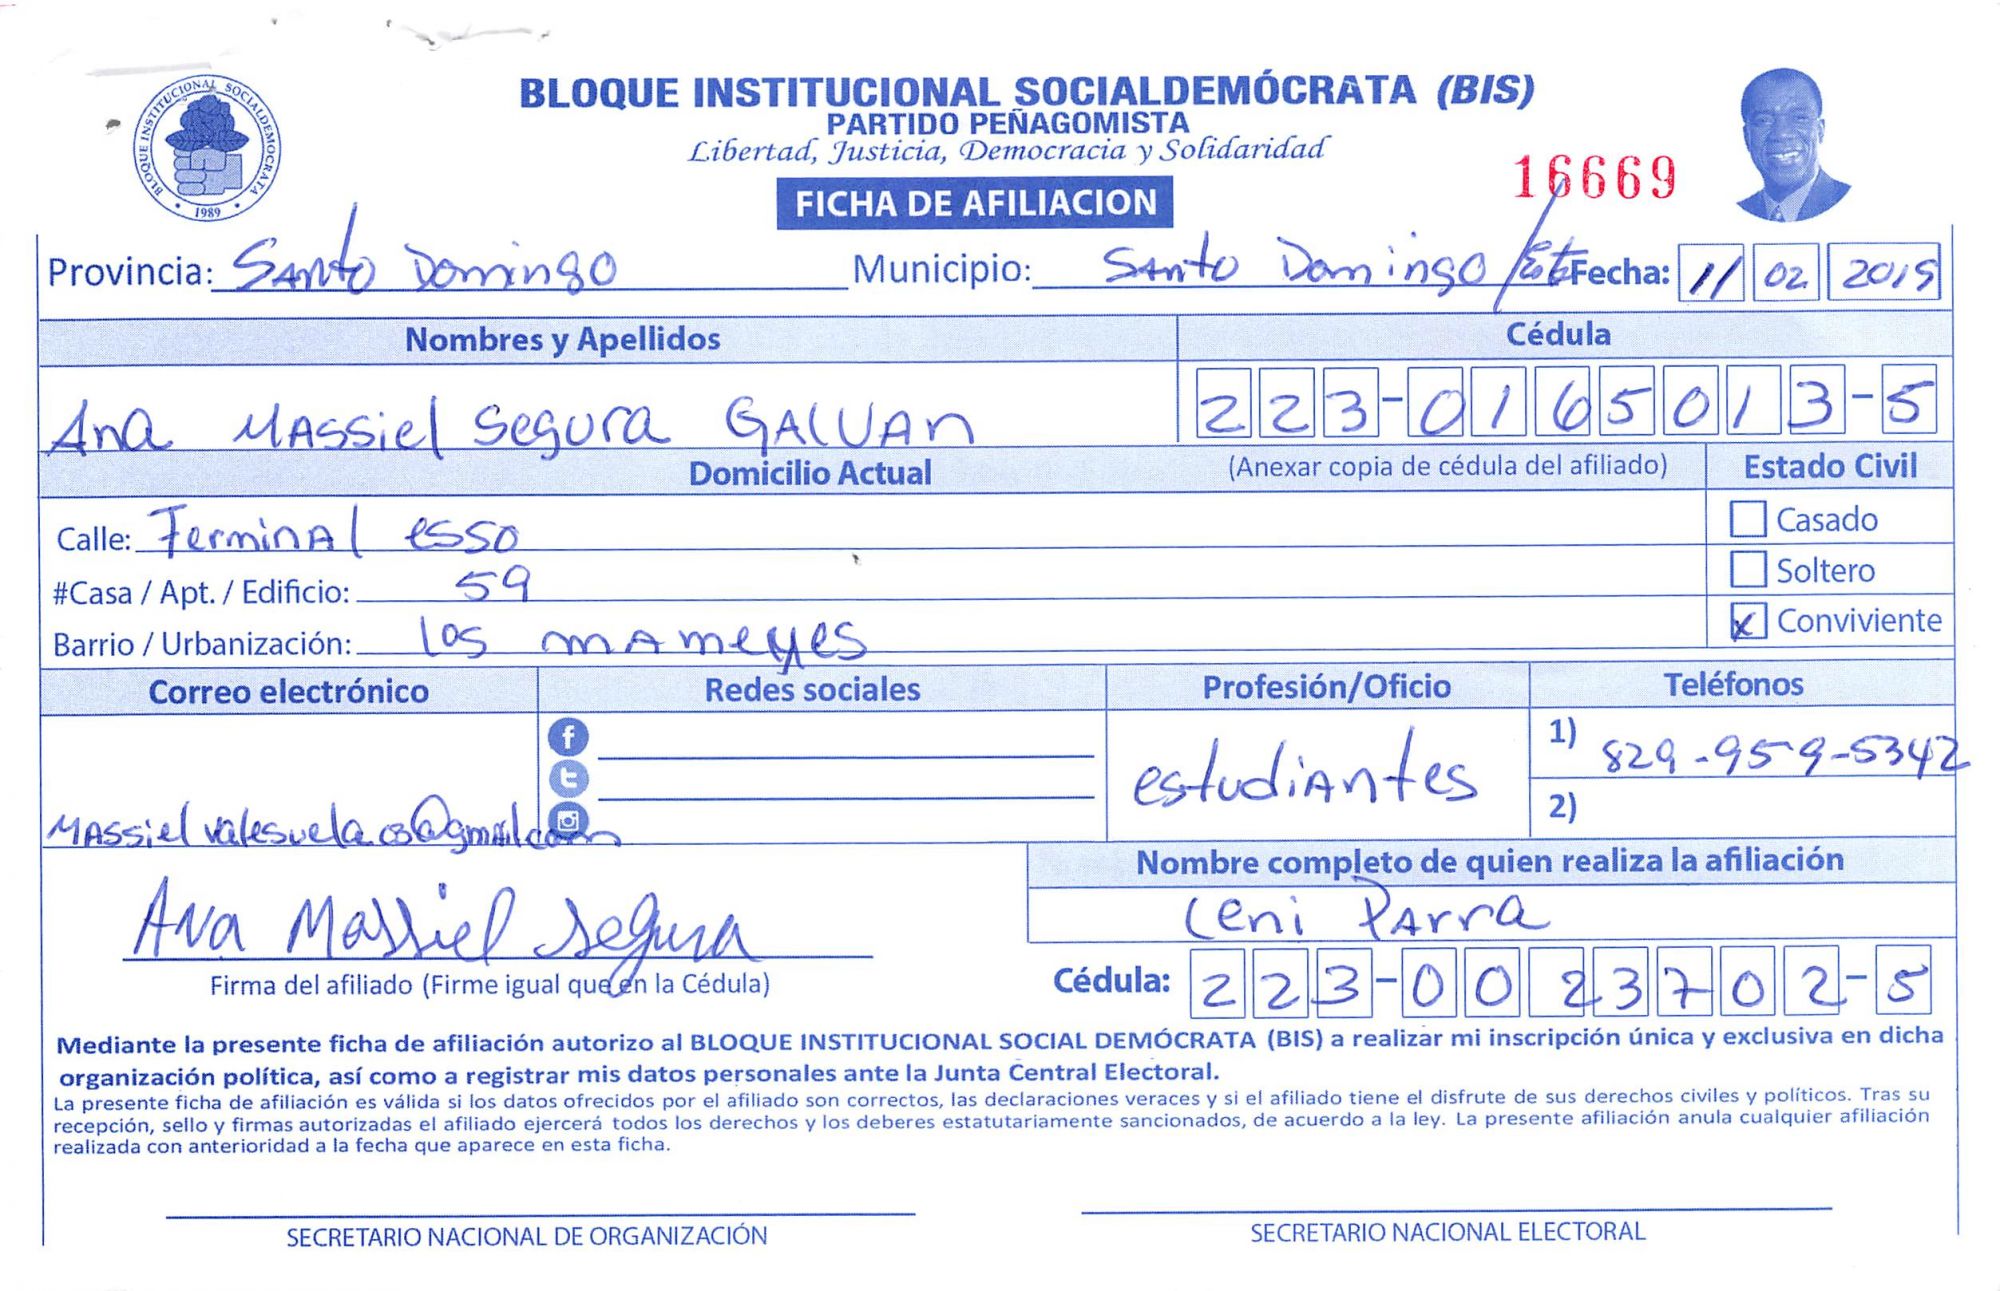 BLOQUE INSTITUCIONAL SOCIALDEMOCRATA
1989
BLOQUE INSTITUCIONAL SOCIALDEMÓCRATA (BIS)
PARTIDO PEÑAGOMISTA
Libertad, Justicia, Democracia y Solidaridad
16669
FICHA DE AFILIACION
Provincia: Santo Domingo Municipio: Santo Domingo / Este Fecha: 11 02 2019
Nombres y Apellidos Cédula
Ana MAssiel Segura GALVAn 223-0165013-5
Domicilio Actual (Anexar copia de cédula del afiliado) Estado Civil
Calle: TerminAl esso Casado
#Casa / Apt. / Edificio: 59 Soltero
Barrio / Urbanización: los mAmeyes x Conviviente
Correo electrónico Redes sociales Profesión/Oficio Teléfonos
estudiAntes 1) 829-959-5342
2)
Nombre completo de quien realiza la afiliación
Leni PArra
Ana Massiel Segura
Firma del afiliado (Firme igual que en la Cédula) Cédula: 223-0023702-5
Mediante la presente ficha de afiliación autorizo al BLOQUE INSTITUCIONAL SOCIAL DEMÓCRATA (BIS) a realizar mi inscripción única y exclusiva en dicha
organización política, así como a registrar mis datos personales ante la Junta Central Electoral.
La presente ficha de afiliación es válida si los datos ofrecidos por el afiliado son correctos, las declaraciones veraces y si el afiliado tiene el disfrute de sus derechos civiles y políticos. Tras su
recepción, sello y firmas autorizadas el afiliado ejercerá todos los derechos y los deberes estatutariamente sancionados, de acuerdo a la ley. La presente afiliación anula cualquier afiliación
realizada con anterioridad a la fecha que aparece en esta ficha.
SECRETARIO NACIONAL DE ORGANIZACIÓN SECRETARIO NACIONAL ELECTORAL